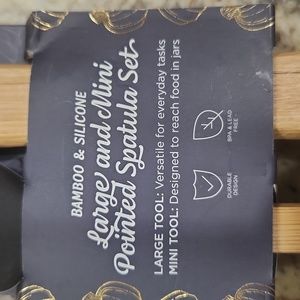 BAMBOO & SILICONE
Large and Mini
Pointed Spatula Set
LARGE TOOL: Versatile for everyday tasks
MINI TOOL: Designed to reach food in jars
BPA & LEAD
FREE
DURABLE
DESIGN